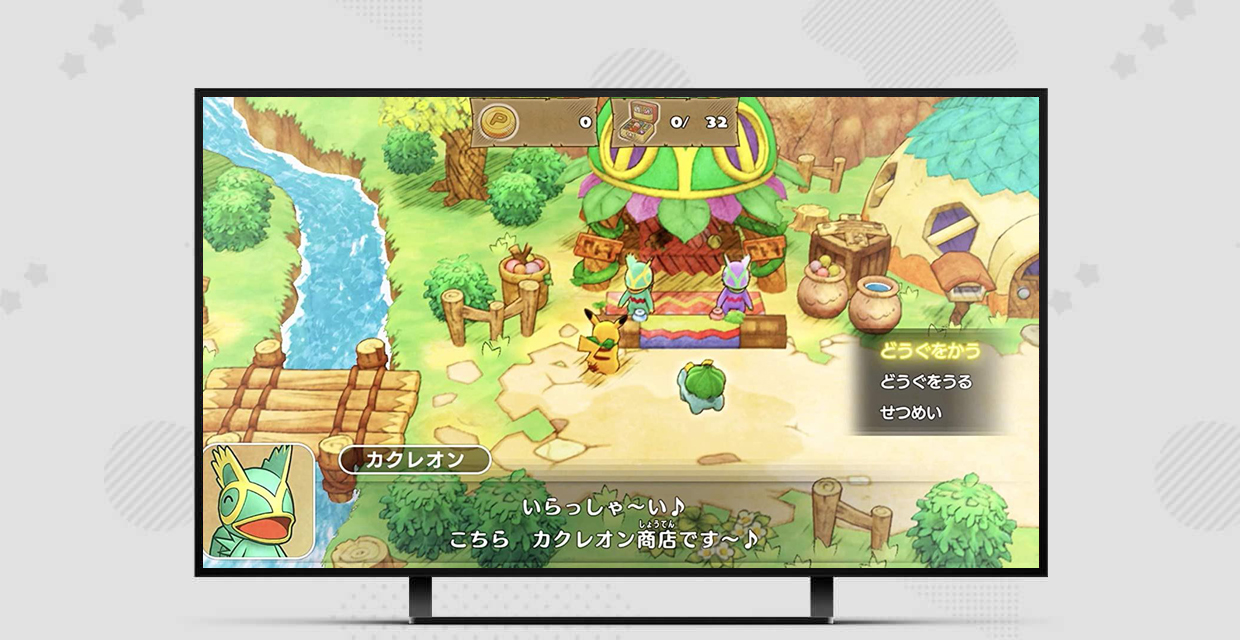 0
0/ 32
どうぐをかう
どうぐをうる
せつめい
カクレオン
いらっしゃ～い♪
こちら　カクレオン商店です～♪
しょうてん